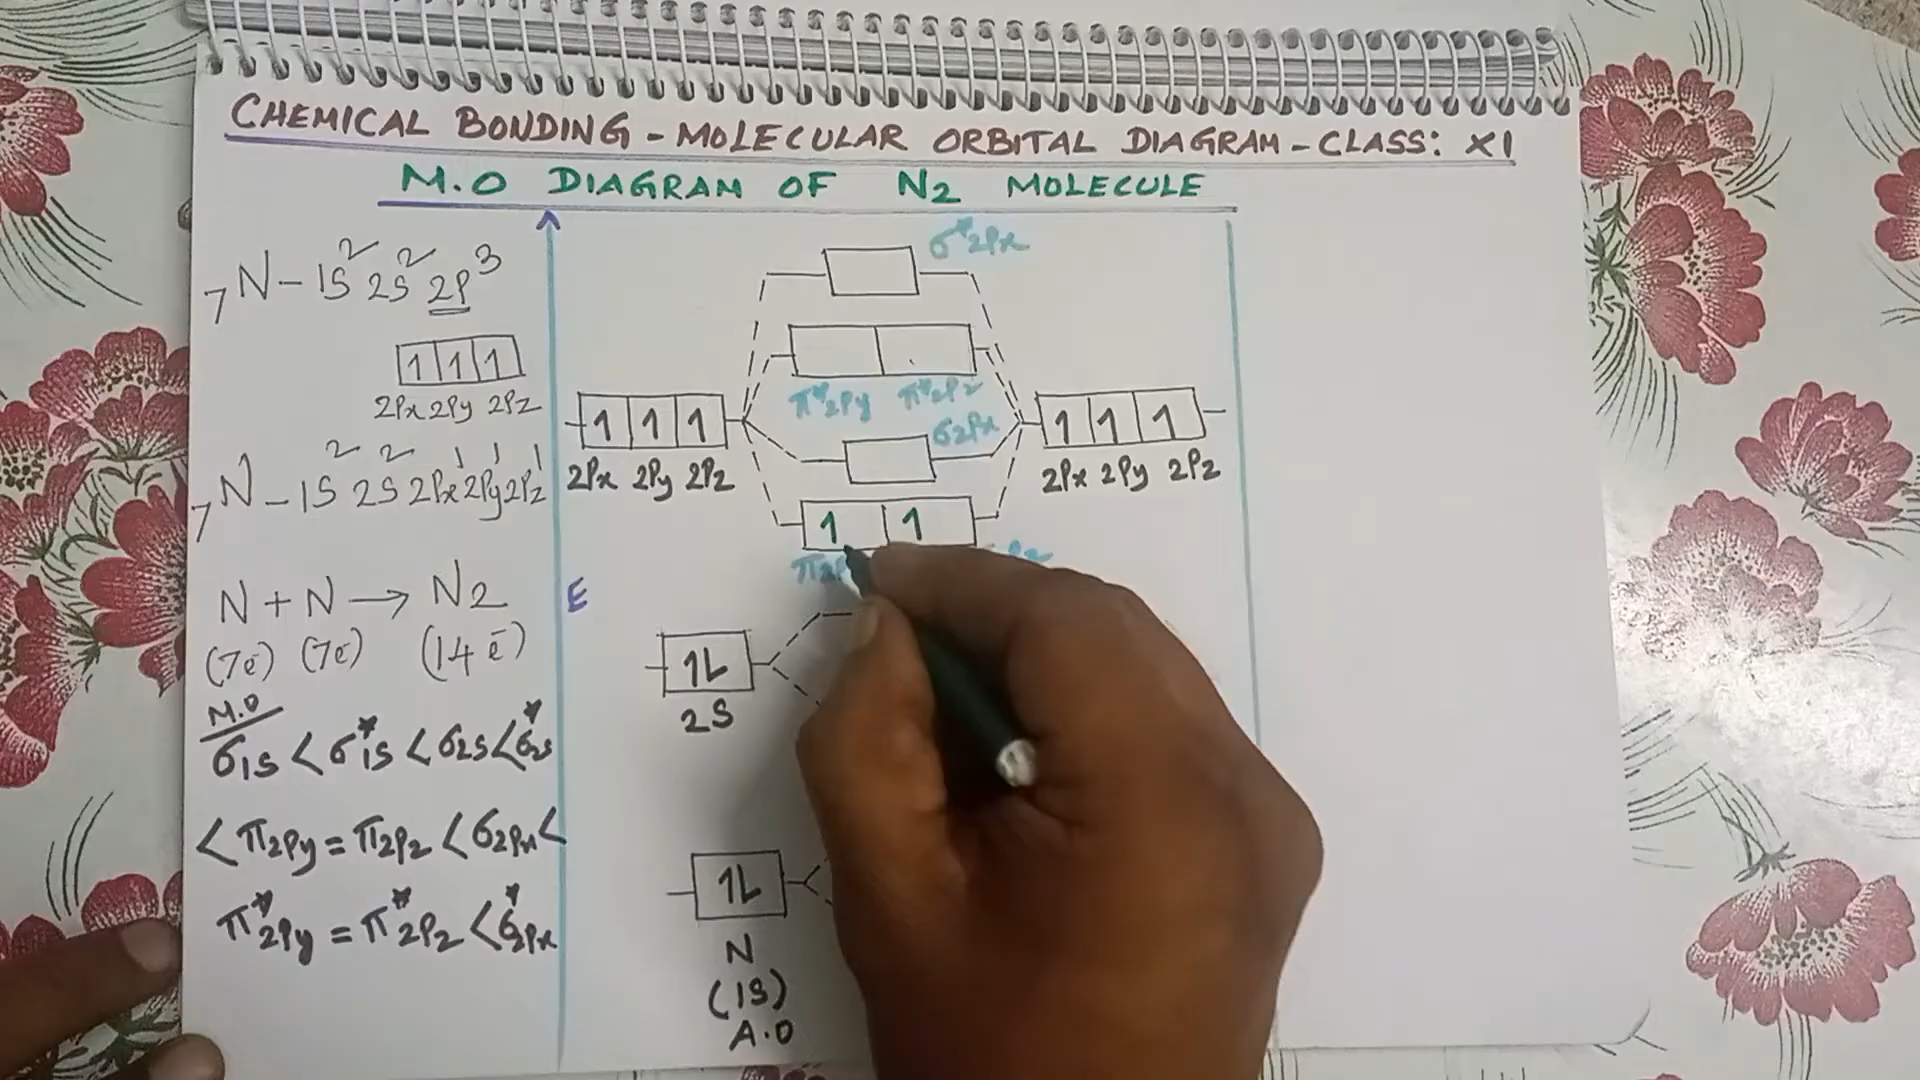 CHEMICAL BONDING - MOLECULAR ORBITAL DIAGRAM - CLASS: XI
M.O DIAGRAM OF N2 MOLECULE
₇N - 1S² 2S² 2P³
1 1 1
2Px 2Py 2Pz
₇N - 1S² 2S² 2Px¹ 2Py¹ 2Pz¹
N + N → N2
(7ē) (7ē) (14 ē)
M.O
σ1S < σ*1S < σ2S < σ*2S
< π2Py = π2Pz < σ2Px <
π*2Py = π*2Pz < σ*2Px
E
σ*2Px
π*2Py π*2Pz
1 1 1
2Px 2Py 2Pz
σ2Px
1 1 1
2Px 2Py 2Pz
1 1
1L
2S
1L
N
(1S)
A.O